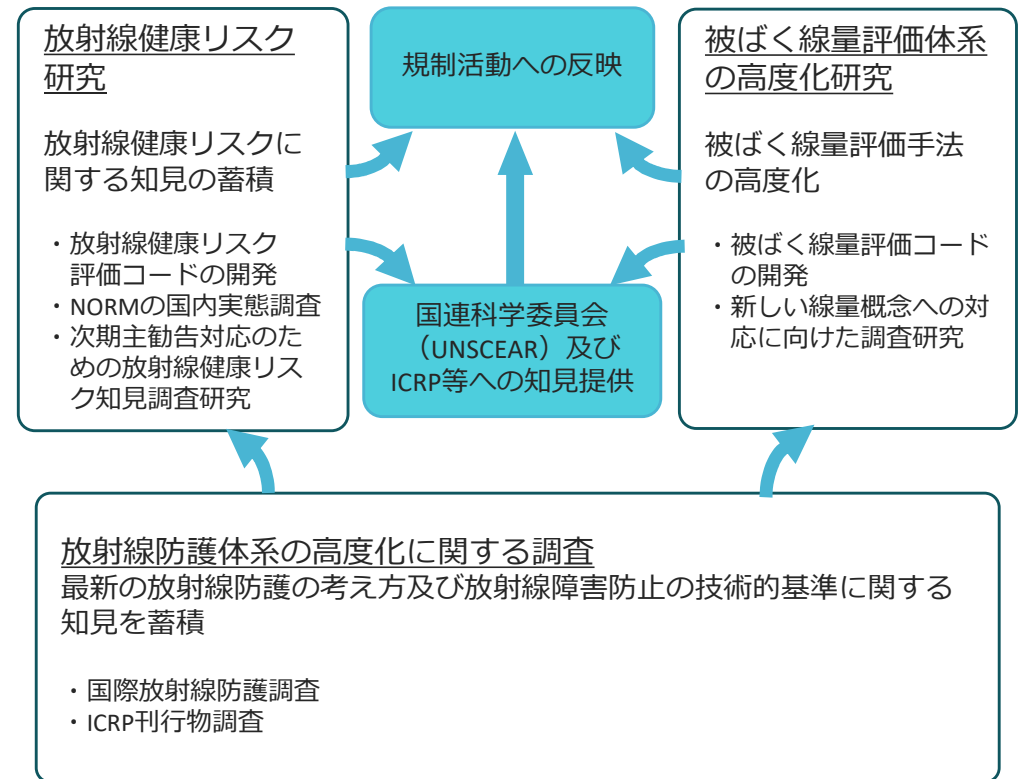 放射線健康リスク
研究
放射線健康リスクに
関する知見の蓄積
・放射線健康リスク
評価コードの開発
・NORMの国内実態調査
・次期主勧告対応のた
めの放射線健康リス
ク知見調査研究
規制活動への反映
国連科学委員会
（UNSCEAR）及び
ICRP等への知見提供
被ばく線量評価体系
の高度化研究
被ばく線量評価手法
の高度化
・被ばく線量評価コード
の開発
・新しい線量概念への対
応に向けた調査研究
放射線防護体系の高度化に関する調査
最新の放射線防護の考え方及び放射線障害防止の技術的基準に関する
知見を蓄積
・国際放射線防護調査
・ICRP刊行物調査